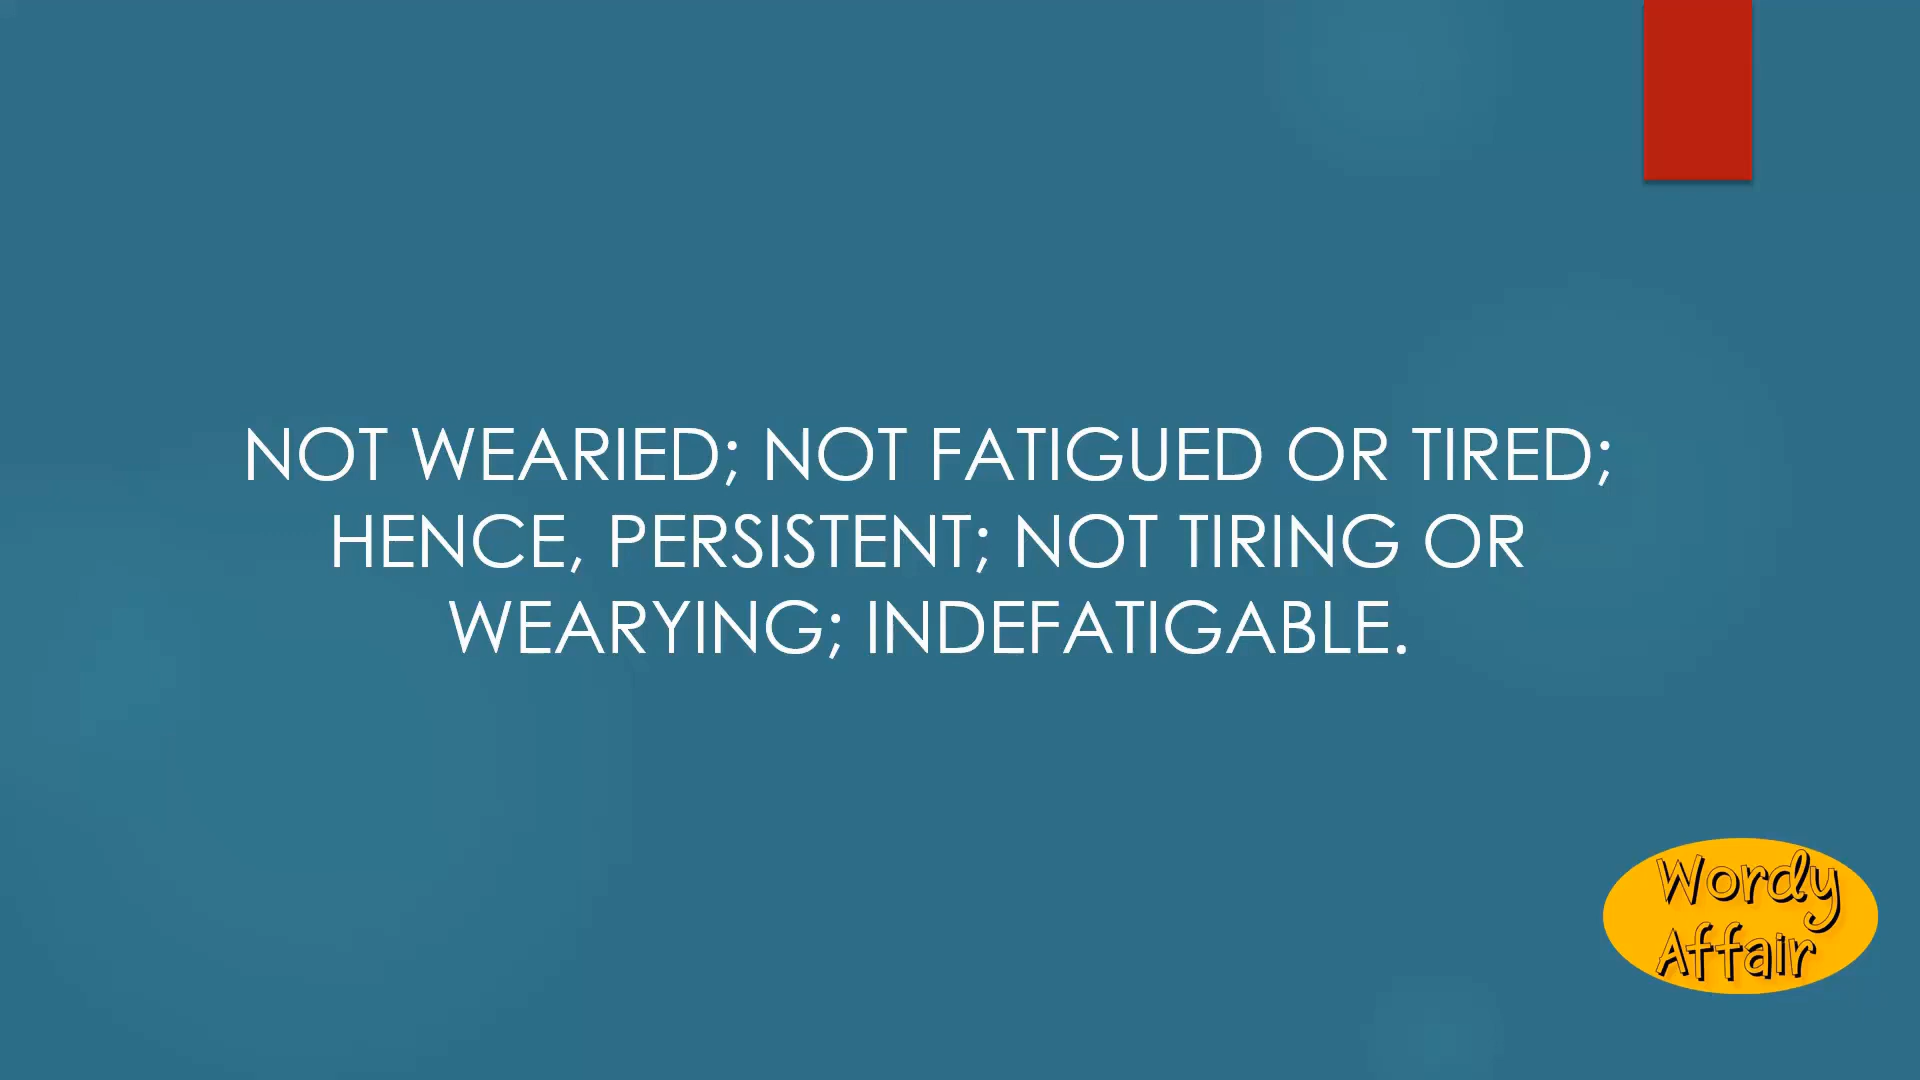 NOT WEARIED; NOT FATIGUED OR TIRED;
HENCE, PERSISTENT; NOT TIRING OR
WEARYING; INDEFATIGABLE.
Wordy
Affair